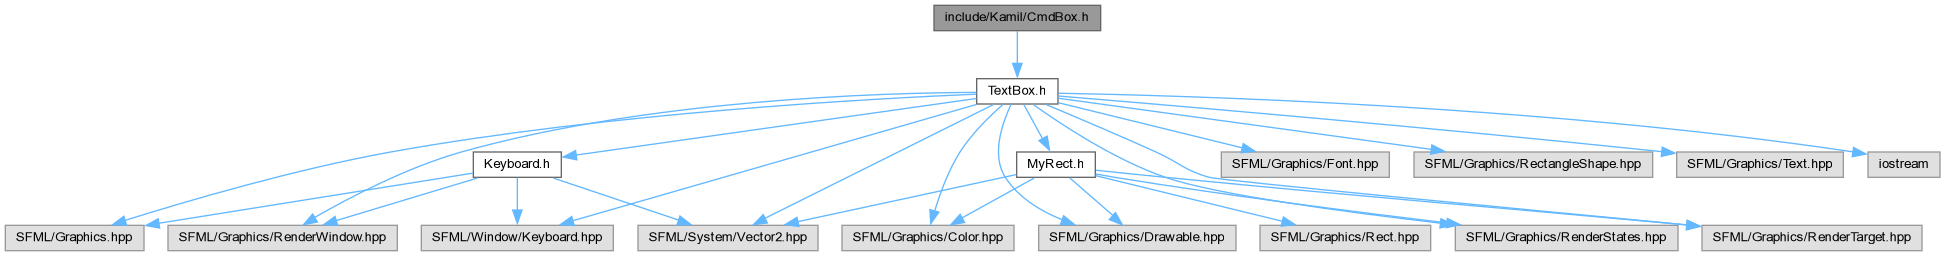 include/Kamil/CmdBox.h
TextBox.h
Keyboard.h
MyRect.h
SFML/Graphics/Font.hpp
SFML/Graphics/RectangleShape.hpp
SFML/Graphics/Text.hpp
iostream
SFML/Graphics.hpp
SFML/Graphics/RenderWindow.hpp
SFML/Window/Keyboard.hpp
SFML/System/Vector2.hpp
SFML/Graphics/Color.hpp
SFML/Graphics/Drawable.hpp
SFML/Graphics/Rect.hpp
SFML/Graphics/RenderStates.hpp
SFML/Graphics/RenderTarget.hpp